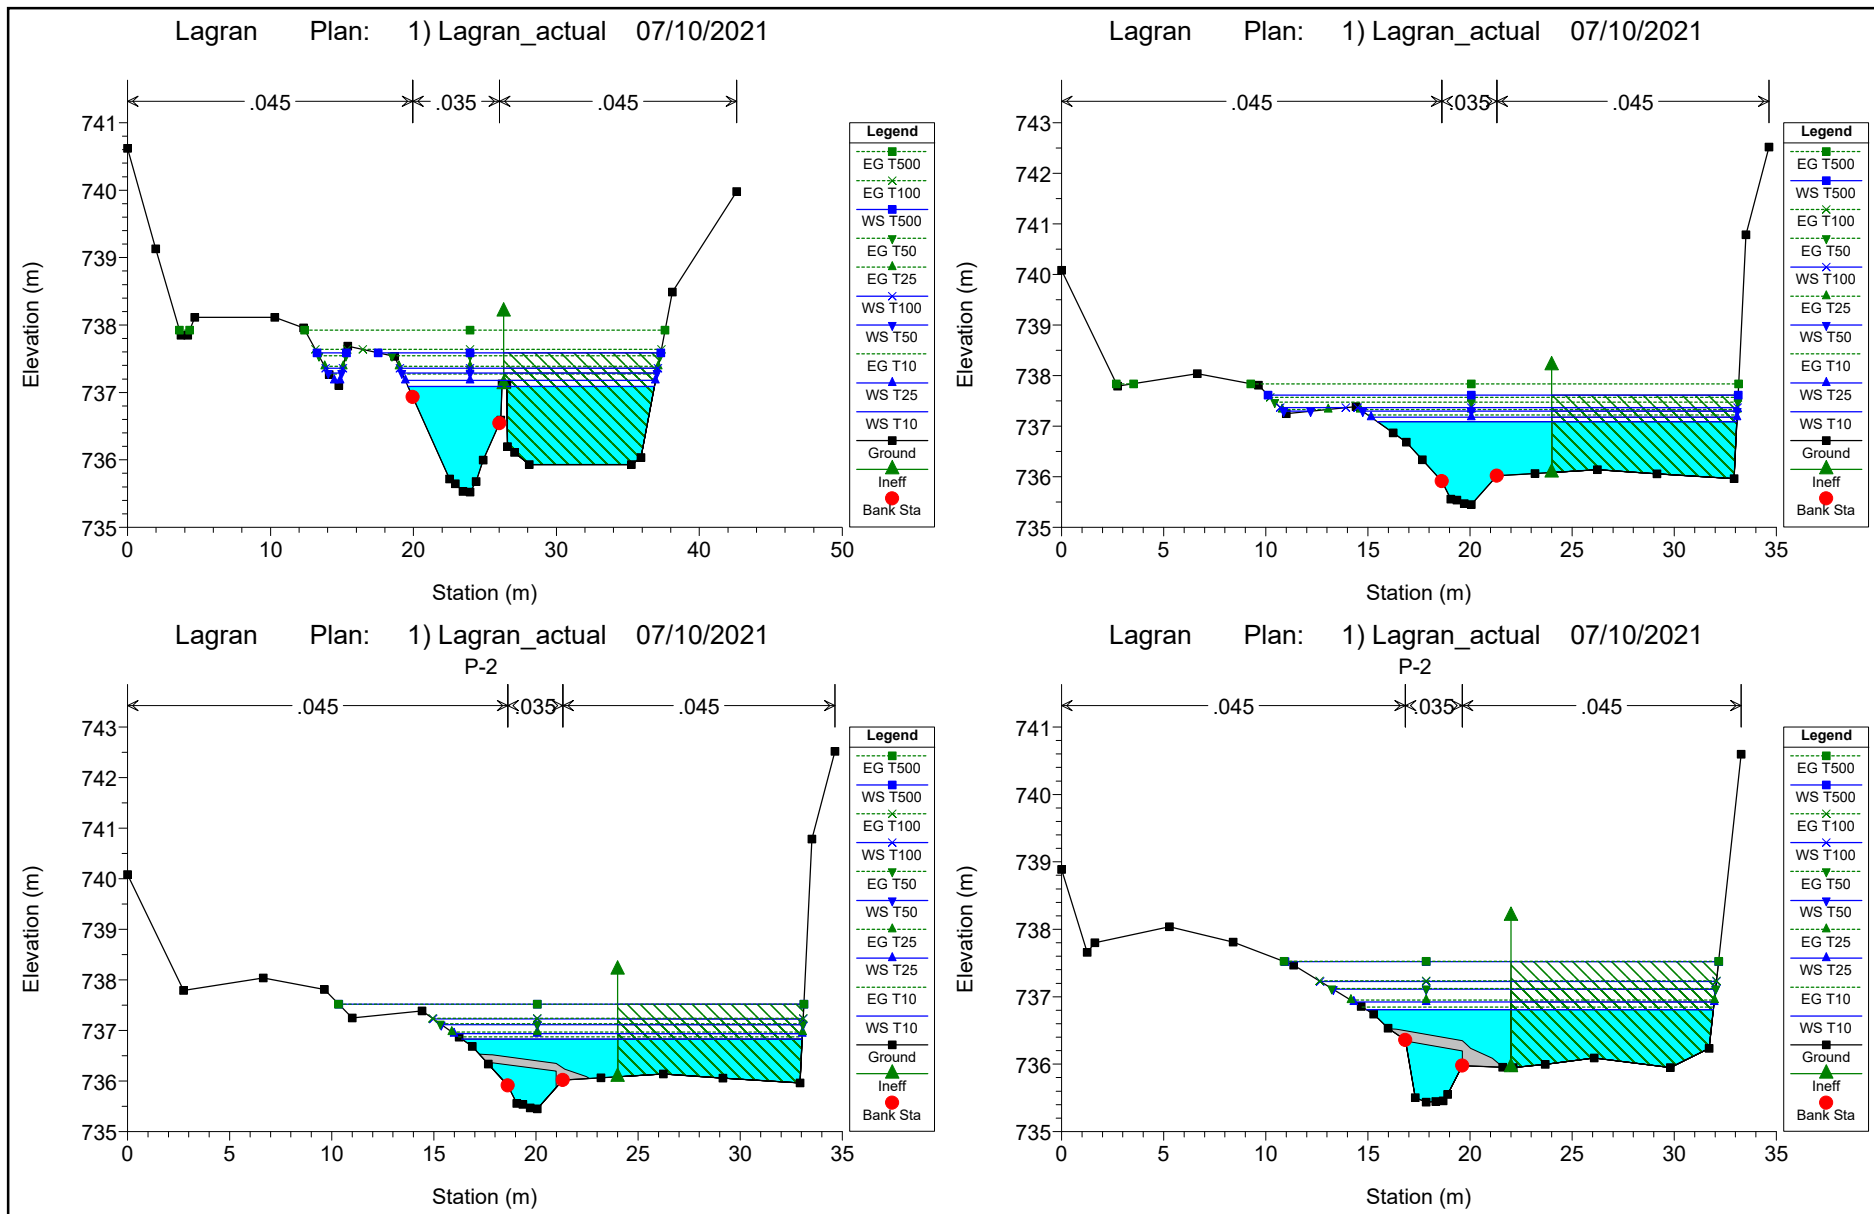 Lagran Plan: 1) Lagran_actual 07/10/2021
.045 .035 .045
Elevation (m)
741
740
739
738
737
736
735
0 10 20 30 40 50
Station (m)
Legend
EG T500
EG T100
WS T500
EG T50
EG T25
WS T100
WS T50
EG T10
WS T25
WS T10
Ground
Ineff
Bank Sta
Lagran Plan: 1) Lagran_actual 07/10/2021
.045 .035 .045
Elevation (m)
743
742
741
740
739
738
737
736
735
0 5 10 15 20 25 30 35
Station (m)
Legend
EG T500
WS T500
EG T100
EG T50
WS T100
EG T25
WS T50
EG T10
WS T25
WS T10
Ground
Ineff
Bank Sta
Lagran Plan: 1) Lagran_actual 07/10/2021
P-2
.045 .035 .045
Elevation (m)
743
742
741
740
739
738
737
736
735
0 5 10 15 20 25 30 35
Station (m)
Legend
EG T500
WS T500
EG T100
WS T100
EG T50
WS T50
EG T25
WS T25
EG T10
WS T10
Ground
Ineff
Bank Sta
Lagran Plan: 1) Lagran_actual 07/10/2021
P-2
.045 .035 .045
Elevation (m)
741
740
739
738
737
736
735
0 5 10 15 20 25 30 35
Station (m)
Legend
EG T500
WS T500
EG T100
WS T100
EG T50
WS T50
EG T25
WS T25
EG T10
WS T10
Ground
Ineff
Bank Sta